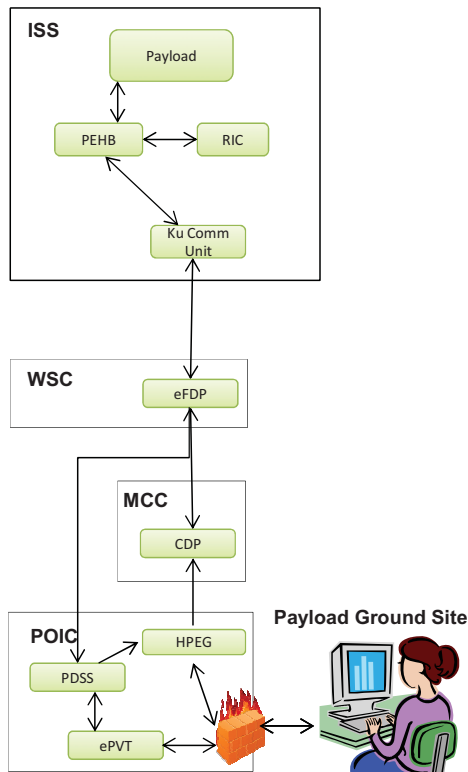 ISS
Payload
PEHB
RIC
Ku Comm
Unit
WSC
eFDP
MCC
CDP
Payload Ground Site
POIC
HPEG
PDSS
ePVT